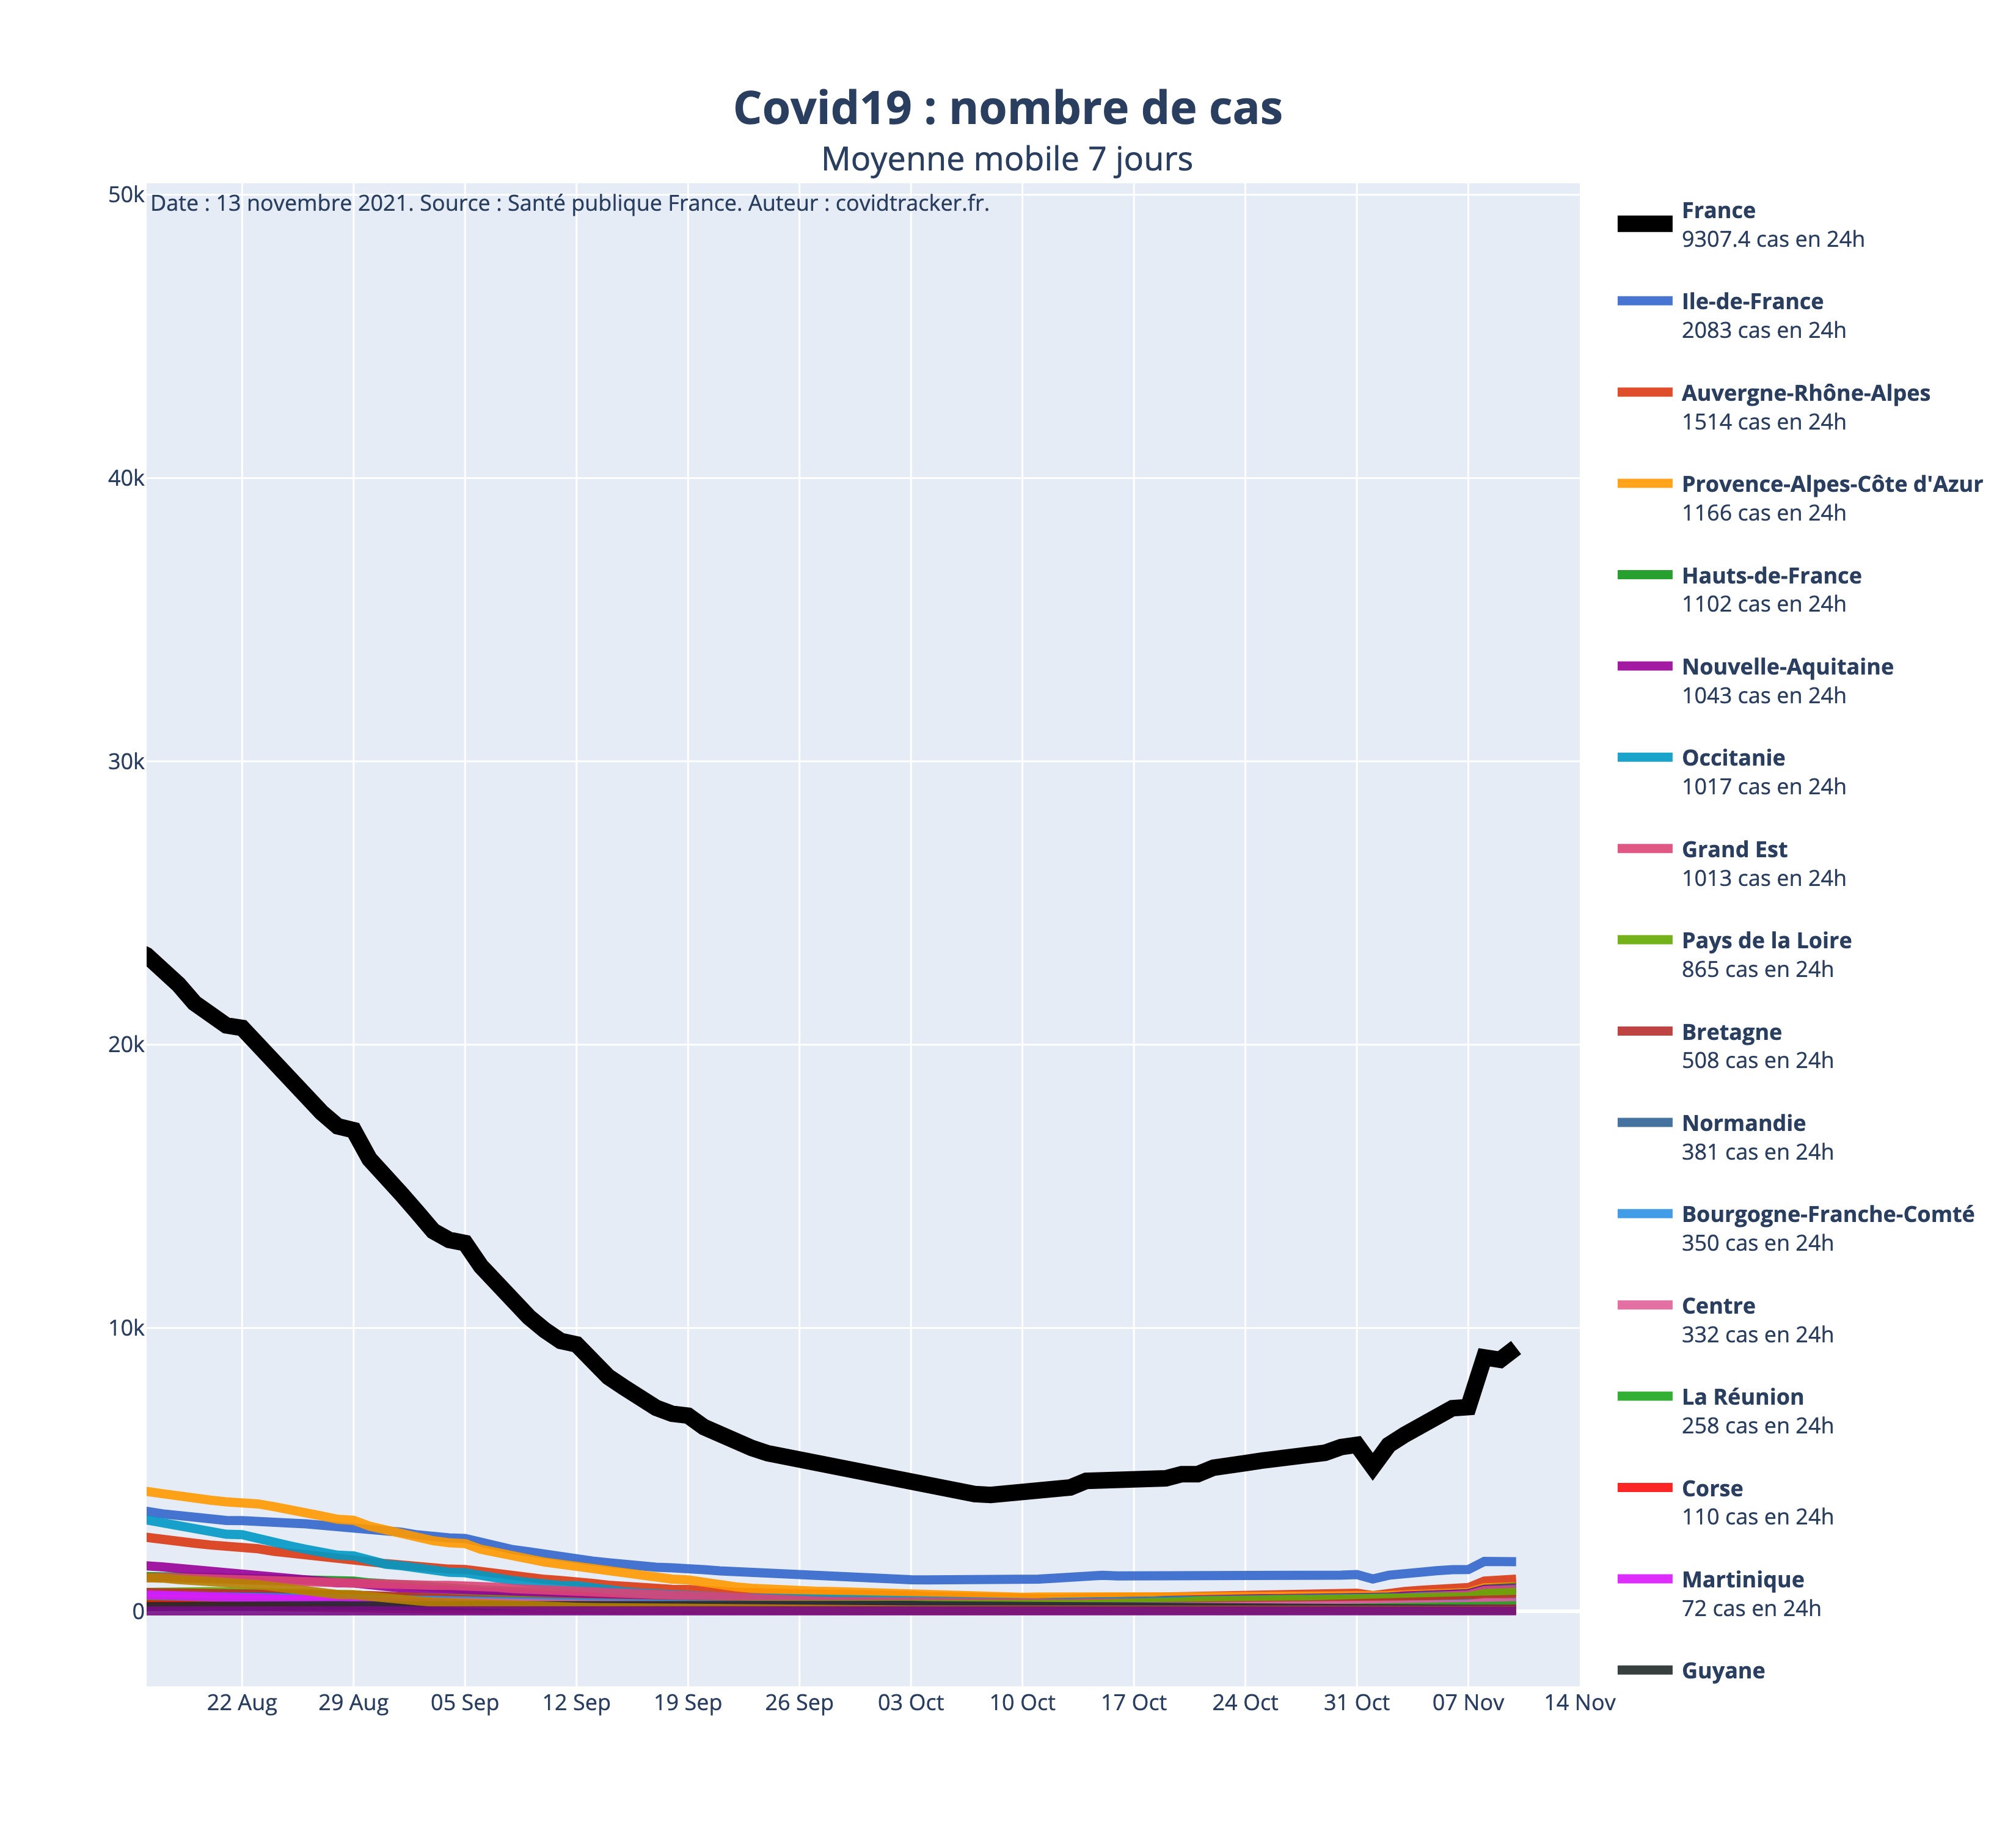 Covid19 : nombre de cas
Moyenne mobile 7 jours
Date : 13 novembre 2021. Source : Santé publique France. Auteur : covidtracker.fr.
50k
40k
30k
20k
10k
0
22 Aug
29 Aug
05 Sep
12 Sep
19 Sep
26 Sep
03 Oct
10 Oct
17 Oct
24 Oct
31 Oct
07 Nov
14 Nov
France
9307.4 cas en 24h
Ile-de-France
2083 cas en 24h
Auvergne-Rhône-Alpes
1514 cas en 24h
Provence-Alpes-Côte d'Azur
1166 cas en 24h
Hauts-de-France
1102 cas en 24h
Nouvelle-Aquitaine
1043 cas en 24h
Occitanie
1017 cas en 24h
Grand Est
1013 cas en 24h
Pays de la Loire
865 cas en 24h
Bretagne
508 cas en 24h
Normandie
381 cas en 24h
Bourgogne-Franche-Comté
350 cas en 24h
Centre
332 cas en 24h
La Réunion
258 cas en 24h
Corse
110 cas en 24h
Martinique
72 cas en 24h
Guyane